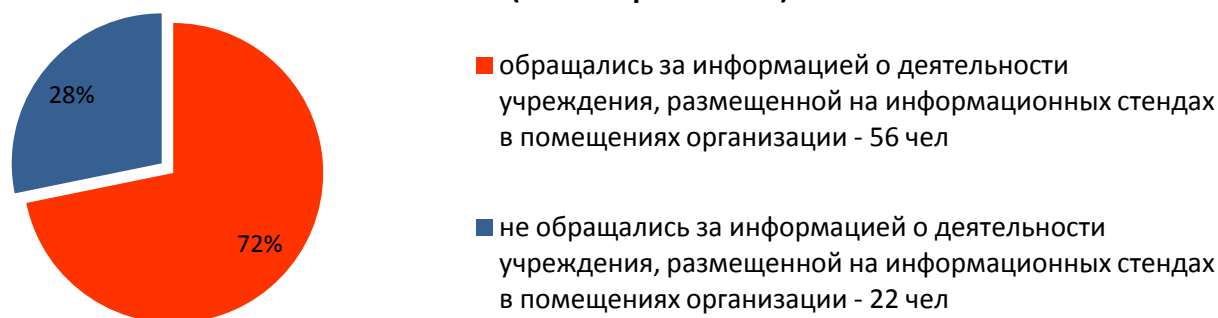 28%
72%
обращались за информацией о деятельности
учреждения, размещенной на информационных стендах
в помещениях организации - 56 чел
не обращались за информацией о деятельности
учреждения, размещенной на информационных стендах
в помещениях организации - 22 чел